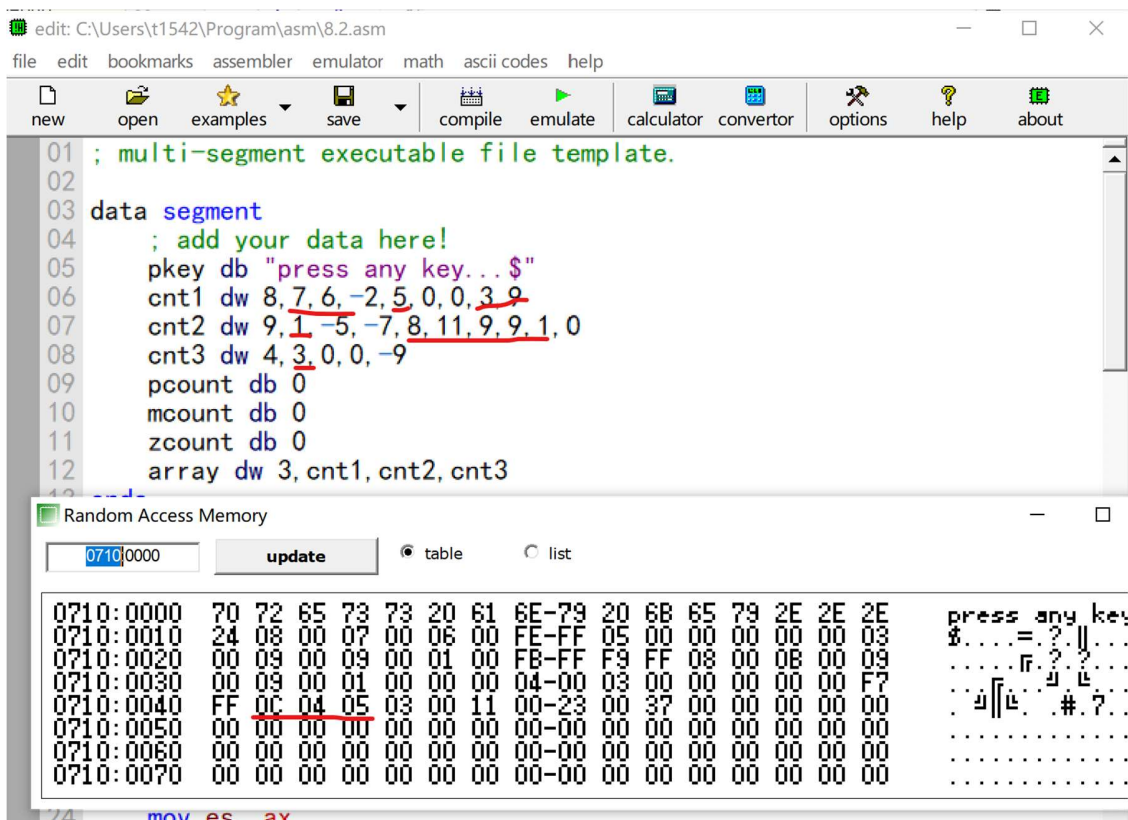 edit: C:\Users\t1542\Program\asm\8.2.asm
file edit bookmarks assembler emulator math ascii codes help
new open examples save compile emulate calculator convertor options help about
01 ; multi-segment executable file template.
02
03 data segment
04 ; add your data here!
05 pkey db "press any key...$"
06 cnt1 dw 8,7,6,-2,5,0,0,3,9
07 cnt2 dw 9,1,-5,-7,8,11,9,9,1,0
08 cnt3 dw 4,3,0,0,-9
09 pcount db 0
10 mcount db 0
11 zcount db 0
12 array dw 3,cnt1,cnt2,cnt3
Random Access Memory
0710:0000 update table list
0710:0000 70 72 65 73 73 20 61 6E-79 20 6B 65 79 2E 2E 2E press any key
0710:0010 24 08 00 07 00 06 00 FE-FF 05 00 00 00 00 00 03 $....=.?.‖...
0710:0020 00 09 00 09 00 01 00 FB-FF F9 FF 08 00 0B 00 09
0710:0030 00 09 00 01 00 00 00 04-00 03 00 00 00 00 00 F7
0710:0040 FF 0C 04 05 03 00 11 00-23 00 37 00 00 00 00 00
0710:0050 00 00 00 00 00 00 00 00-00 00 00 00 00 00 00 00 .............
0710:0060 00 00 00 00 00 00 00 00-00 00 00 00 00 00 00 00 .............
0710:0070 00 00 00 00 00 00 00 00-00 00 00 00 00 00 00 00 .............
24 mov es, ax